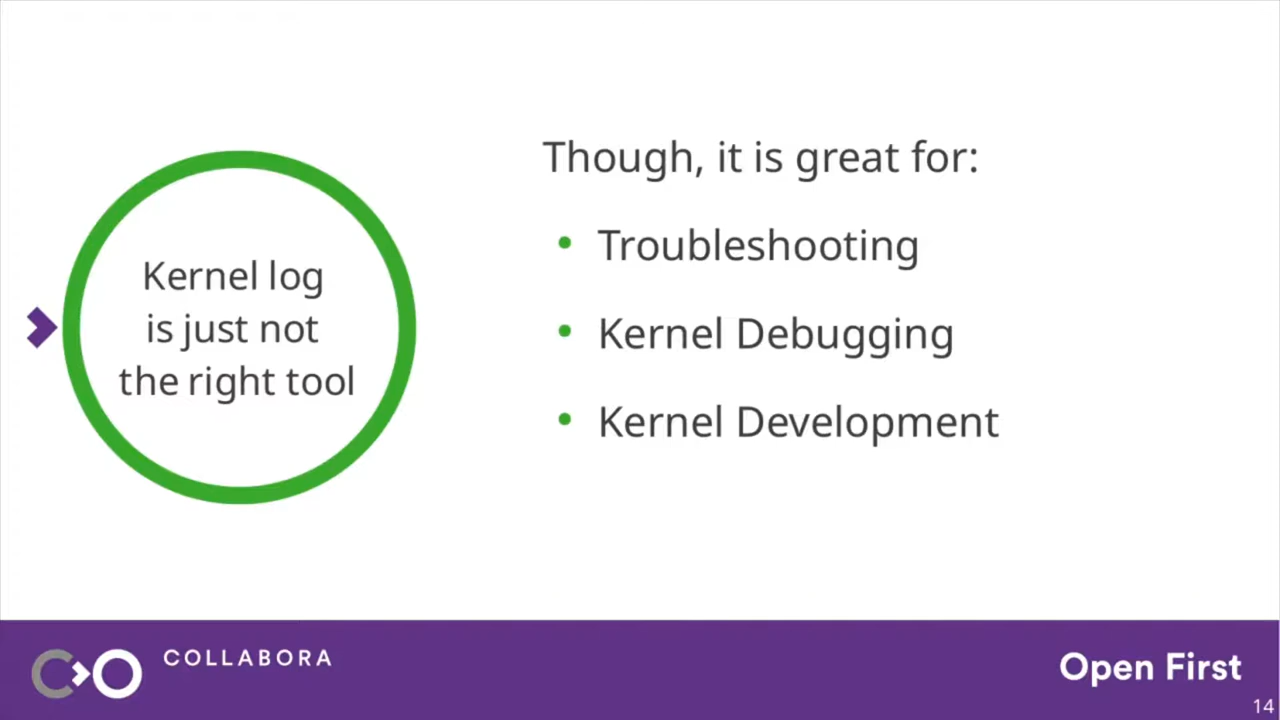 Kernel log
is just not
the right tool
Though, it is great for:
• Troubleshooting
• Kernel Debugging
• Kernel Development
COLLABORA
Open First
14